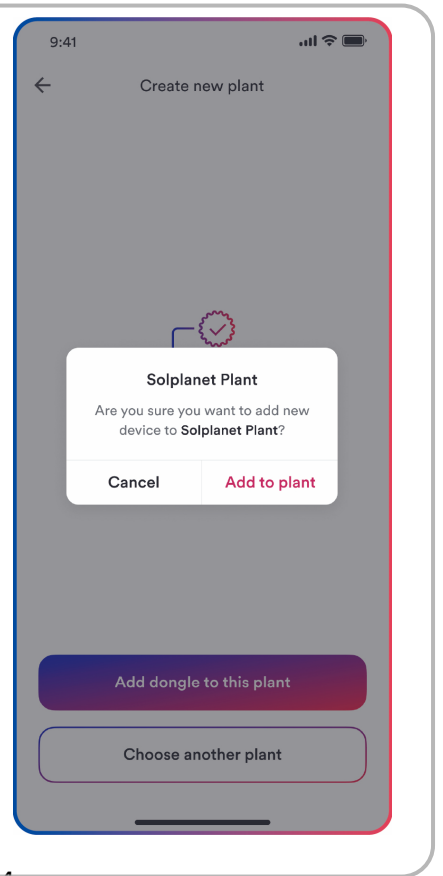 9:41
Create new plant
Solplanet Plant
Are you sure you want to add new
device to Solplanet Plant?
Cancel
Add to plant
Add dongle to this plant
Choose another plant